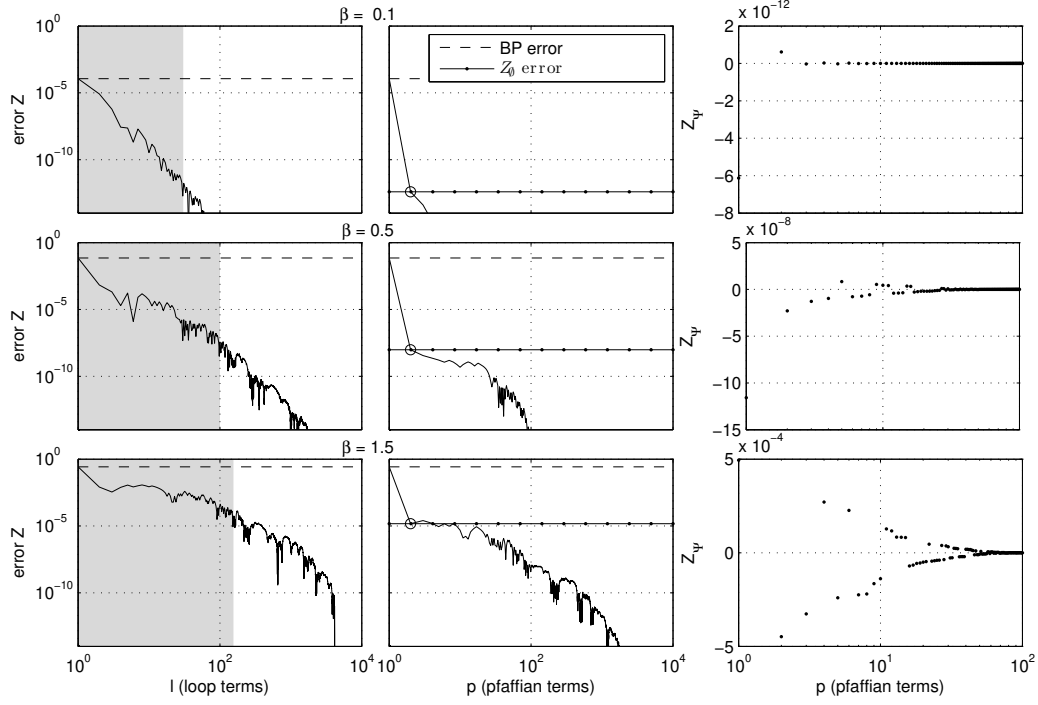 β = 0.1
10^0
10^-5
10^-10
error Z
BP error
Z_∅ error
x 10^-12
2
0
-2
-4
-6
-8
Z_Ψ
β = 0.5
10^0
10^-5
10^-10
error Z
x 10^-8
5
0
-5
-10
-15
Z_Ψ
β = 1.5
10^0
10^-5
10^-10
error Z
10^0
10^2
10^4
l (loop terms)
10^0
10^2
10^4
p (pfaffian terms)
x 10^-4
5
0
-5
Z_Ψ
10^0
10^1
10^2
p (pfaffian terms)